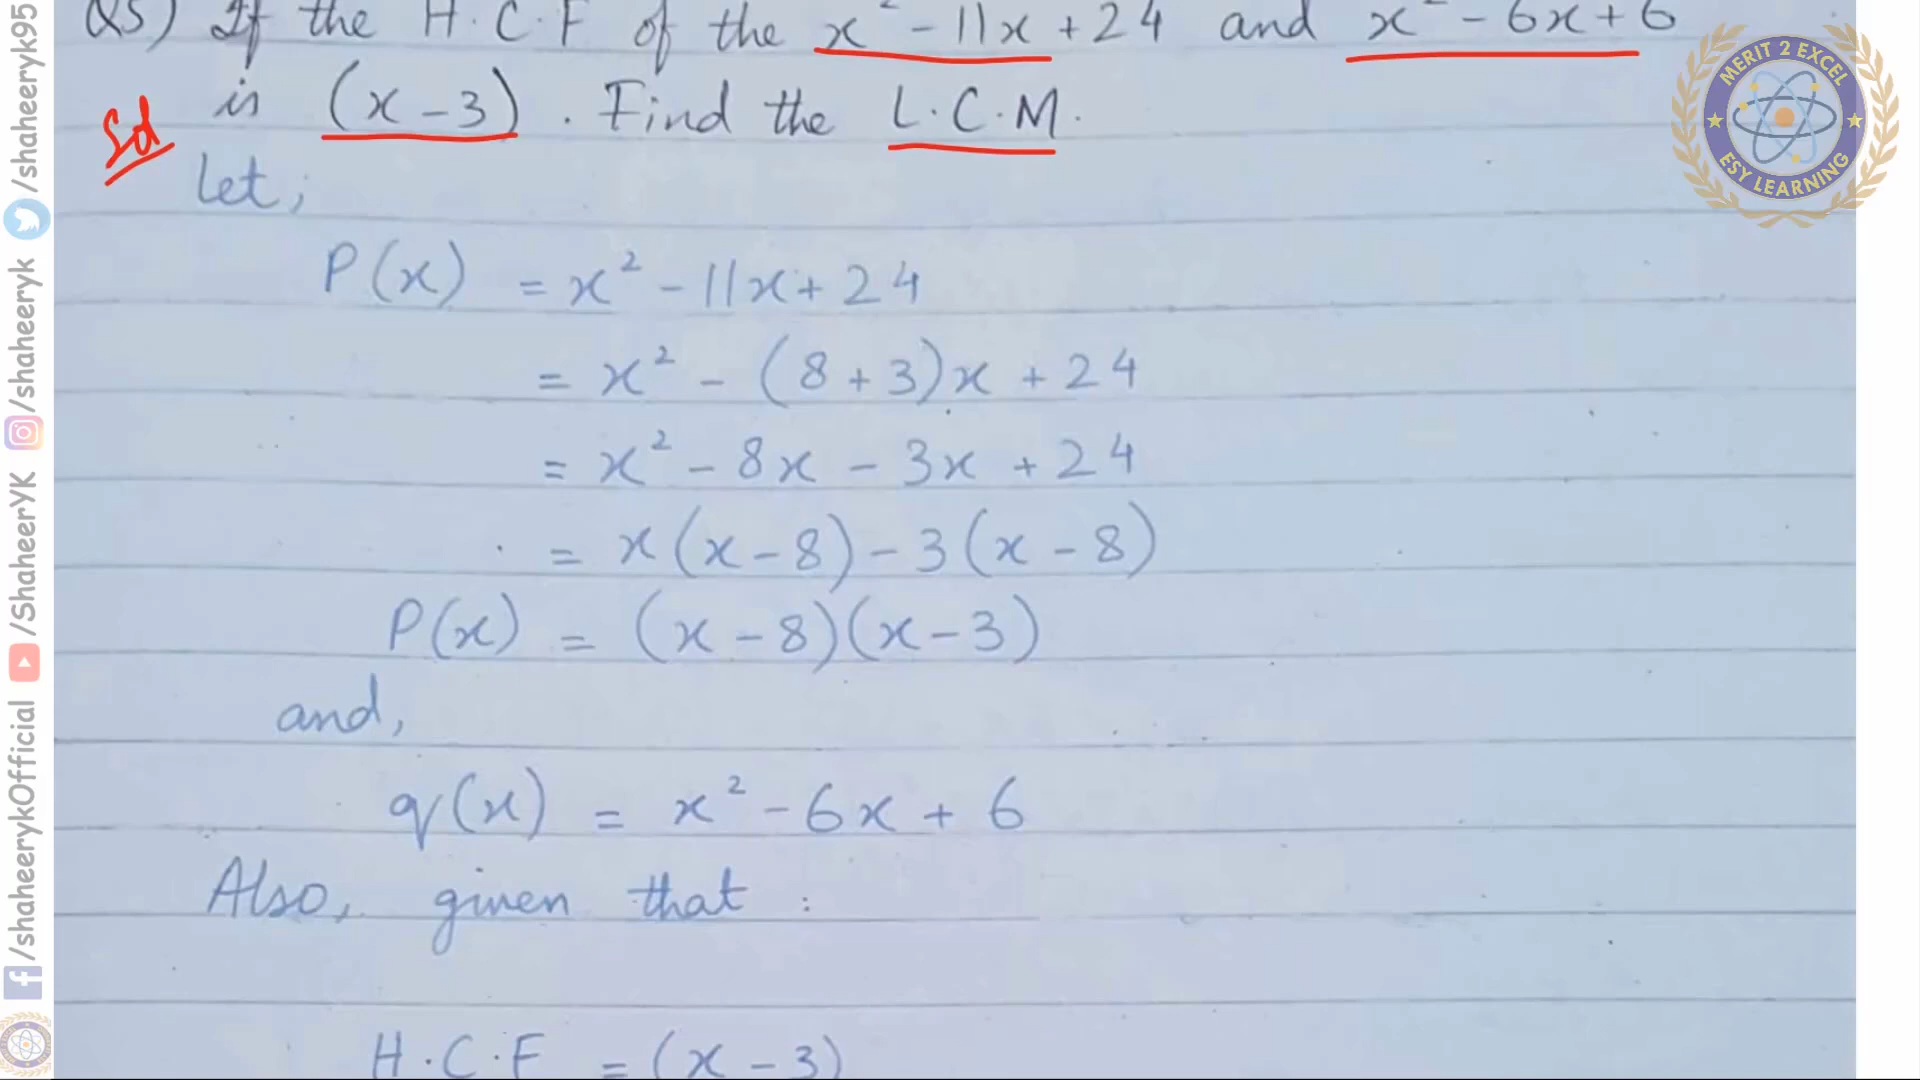 Q5) If the H.C.F of the x² - 11x + 24 and x² - 6x + 6
is (x - 3). Find the L.C.M.
Sol
Let,
P(x) = x² - 11x + 24
= x² - (8 + 3)x + 24
= x² - 8x - 3x + 24
= x(x - 8) - 3(x - 8)
P(x) = (x - 8)(x - 3)
and,
q(x) = x² - 6x + 6
Also, given that :
H.C.F = (x - 3)
MERIT 2 EXCEL
ESY LEARNING
/shaheerykOfficial
/ShaheerYK
/shaheeryk
/shaheeryk95